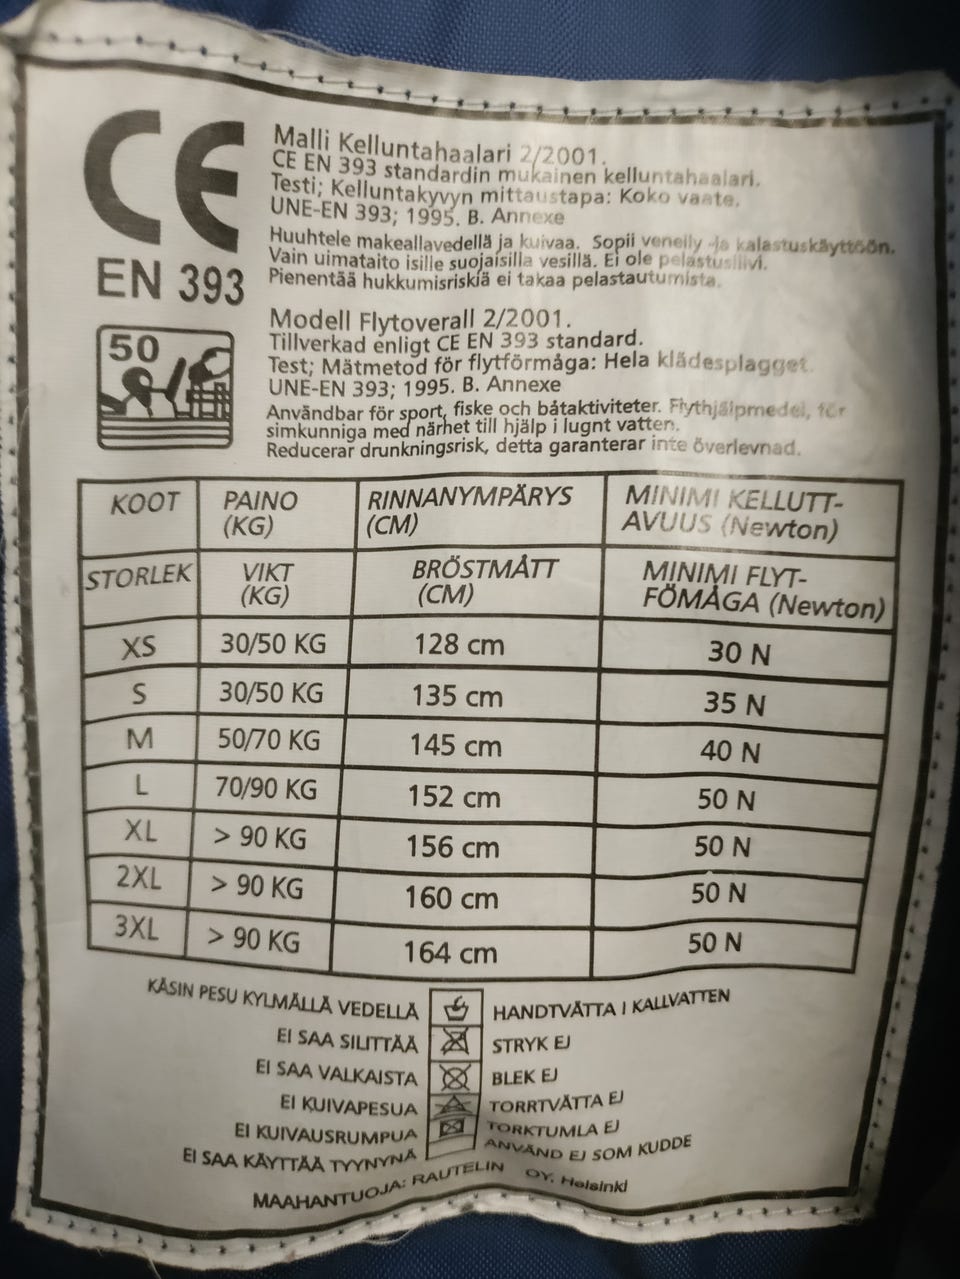 CE
EN 393
50
Malli Kelluntahaalari 2/2001.
CE EN 393 standardin mukainen kelluntahaalari.
Testi; Kelluntakyvyn mittaustapa: Koko vaate.
UNE-EN 393; 1995. B. Annexe
Huuhtele makeallavedellä ja kuivaa. Sopii veneily -ja kalastuskäyttöön.
Vain uimataito isille suojaisilla vesillä. Ei ole pelastusliivi.
Pienentää hukkumisriskiä ei takaa pelastautumista.
Modell Flytoverall 2/2001.
Tillverkad enligt CE EN 393 standard.
Test; Mätmetod för flytförmåga: Hela klädesplagget.
UNE-EN 393; 1995. B. Annexe
Användbar för sport, fiske och båtaktiviteter. Flythjälpmedel, för
simkunniga med närhet till hjälp i lugnt vatten.
Reducerar drunkningsrisk, detta garanterar inte överlevnad.
KOOT PAINO (KG) RINNANYMPÄRYS (CM) MINIMI KELLUTT-AVUUS (Newton)
STORLEK VIKT (KG) BRÖSTMÅTT (CM) MINIMI FLYT-FÖMÅGA (Newton)
XS 30/50 KG 128 cm 30 N
S 30/50 KG 135 cm 35 N
M 50/70 KG 145 cm 40 N
L 70/90 KG 152 cm 50 N
XL > 90 KG 156 cm 50 N
2XL > 90 KG 160 cm 50 N
3XL > 90 KG 164 cm 50 N
KÄSIN PESU KYLMÄLLÄ VEDELLÄ HANDTVÄTTA I KALLVATTEN
EI SAA SILITTÄÄ STRYK EJ
EI SAA VALKAISTA BLEK EJ
EI KUIVAPESUA TORRTVÄTTA EJ
EI KUIVAUSRUMPUA TORKTUMLA EJ
EI SAA KÄYTTÄÄ TYYNYNÄ ANVÄND EJ SOM KUDDE
MAAHANTUOJA: RAUTELIN OY. Helsinki